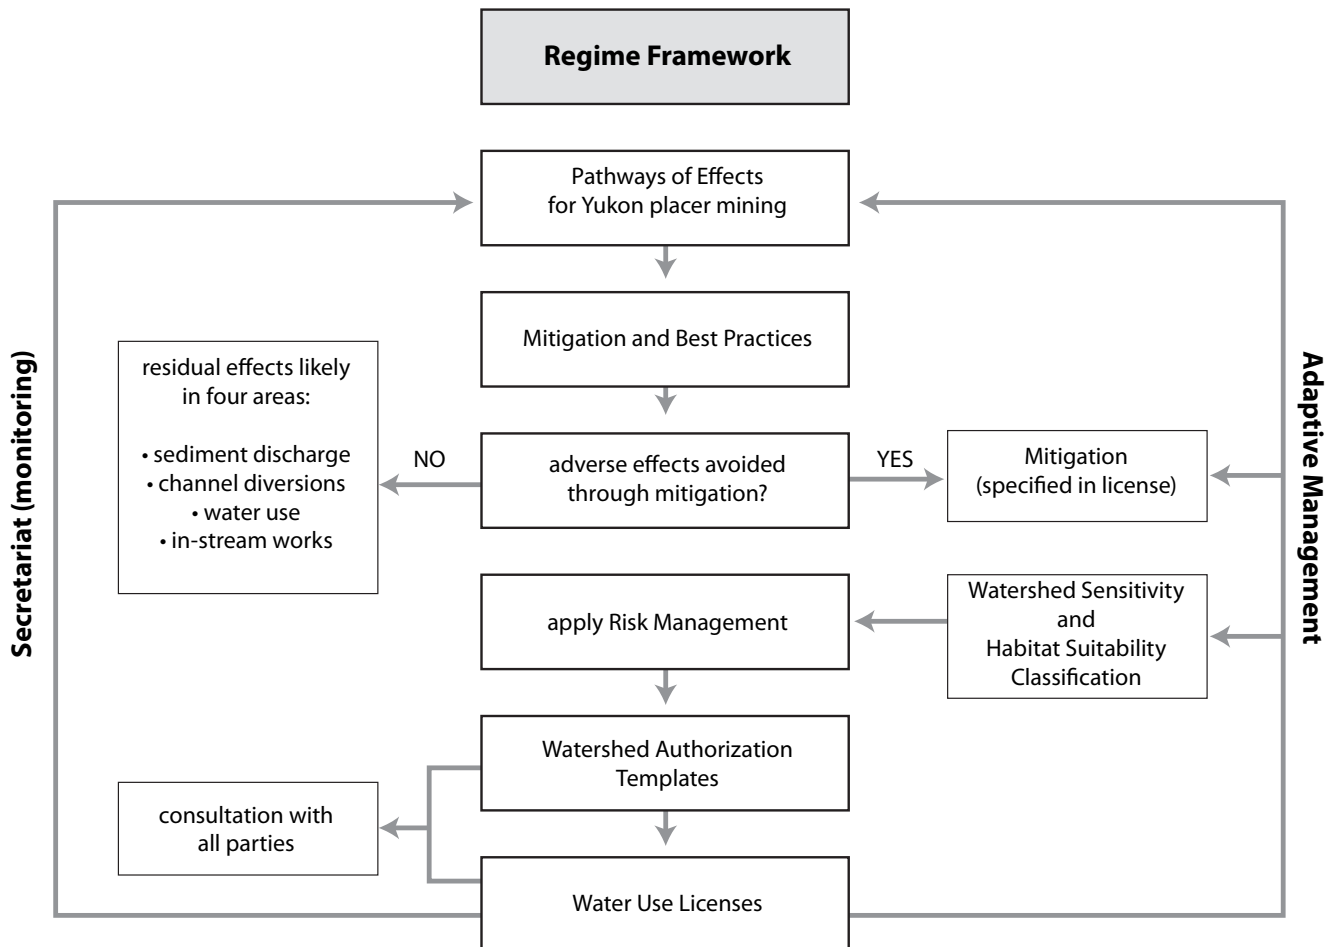 Regime Framework
Pathways of Effects
for Yukon placer mining
Mitigation and Best Practices
residual effects likely
in four areas:
• sediment discharge
• channel diversions
• water use
• in-stream works
NO
adverse effects avoided
through mitigation?
YES
Mitigation
(specified in license)
apply Risk Management
Watershed Sensitivity
and
Habitat Suitability
Classification
Watershed Authorization
Templates
consultation with
all parties
Water Use Licenses
Secretariat (monitoring)
Adaptive Management